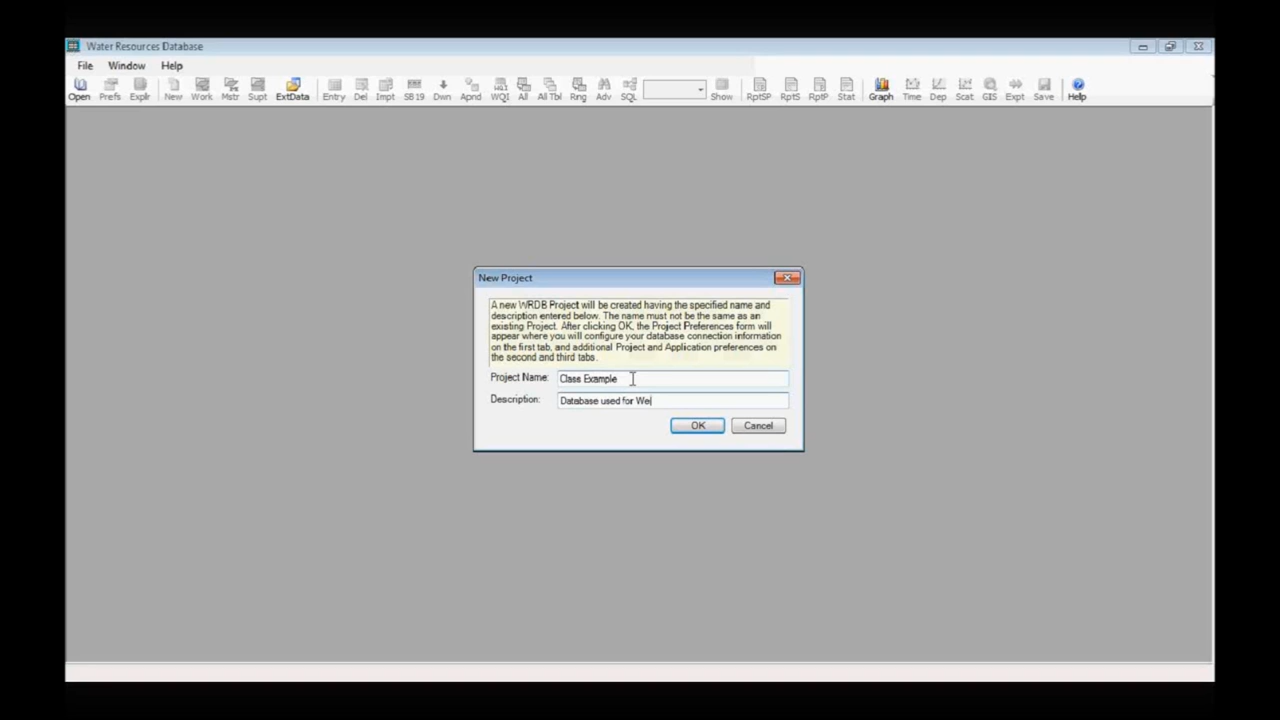 Water Resources Database
File Window Help
Open Prefs Explr New Work Mstr Supt ExtData Entry Del Impt SB19 Dwn Apnd WQI All All Tbl Rng Adv SQL Show RptSP RptS RptP Stat Graph Time Dep Scat GIS Expt Save Help
New Project
A new WRDB Project will be created having the specified name and
description entered below. The name must not be the same as an
existing Project. After clicking OK, the Project Preferences form will
appear where you will configure your database connection information
on the first tab, and additional Project and Application preferences on
the second and third tabs.
Project Name: Class Example
Description: Database used for We
OK Cancel